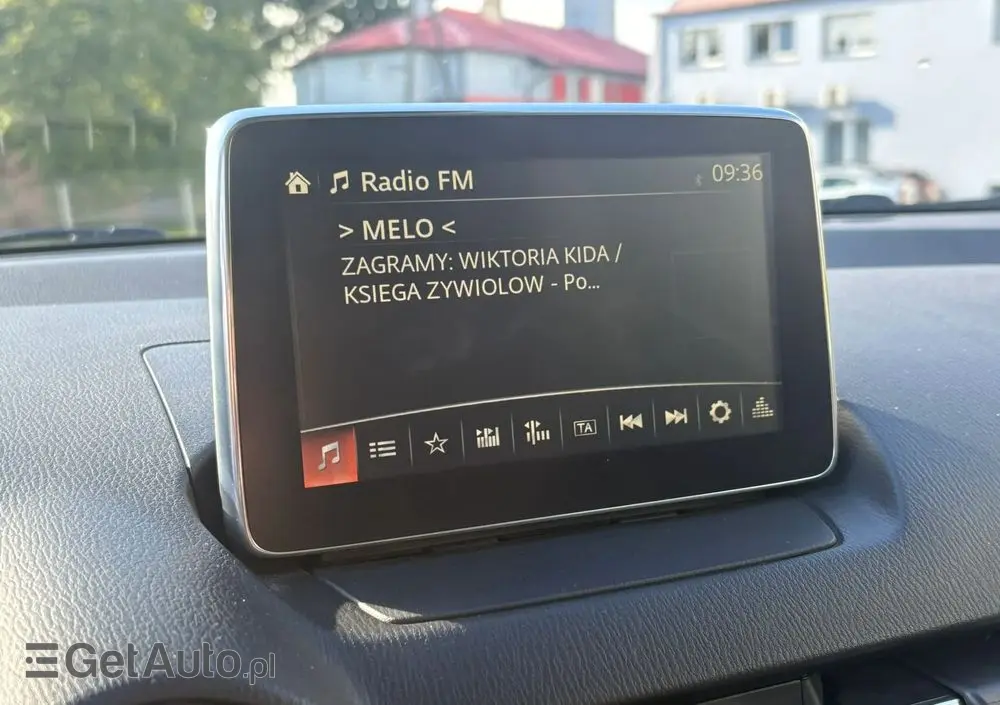 Radio FM
09:36
> MELO <
ZAGRAMY: WIKTORIA KIDA /
KSIEGA ZYWIOLOW - Po...
TA
GetAuto.pl